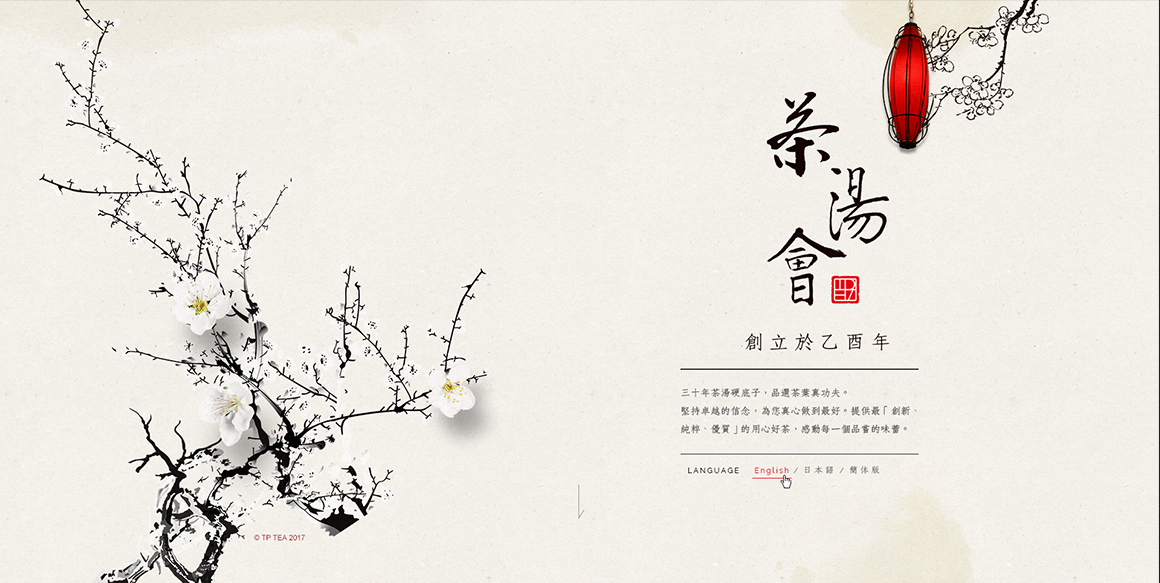 茶湯會
創立於乙酉年
三十年茶湯硬底子，品選茶葉真功夫。
堅持卓越的信念，為您真心做到最好。提供最「創新、
純粹、優質」的用心好茶，感動每一個品嘗的味蕾。
LANGUAGE English / 日本語 / 簡体版
© TP TEA 2017